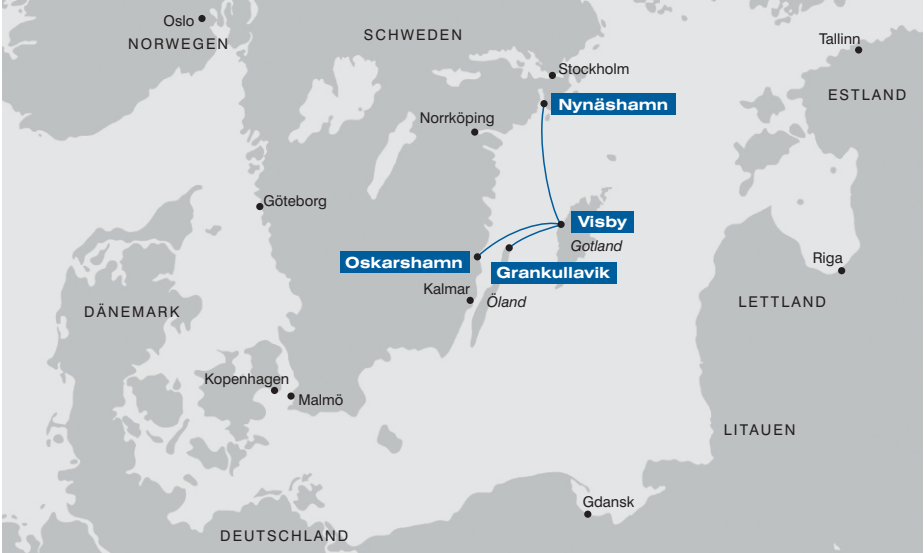 Oslo
NORWEGEN
SCHWEDEN
Tallinn
Stockholm
ESTLAND
Nynäshamn
Norrköping
Göteborg
Visby
Gotland
Oskarshamn
Grankullavik
Riga
Kalmar
Öland
LETTLAND
DÄNEMARK
Kopenhagen
Malmö
LITAUEN
Gdansk
DEUTSCHLAND